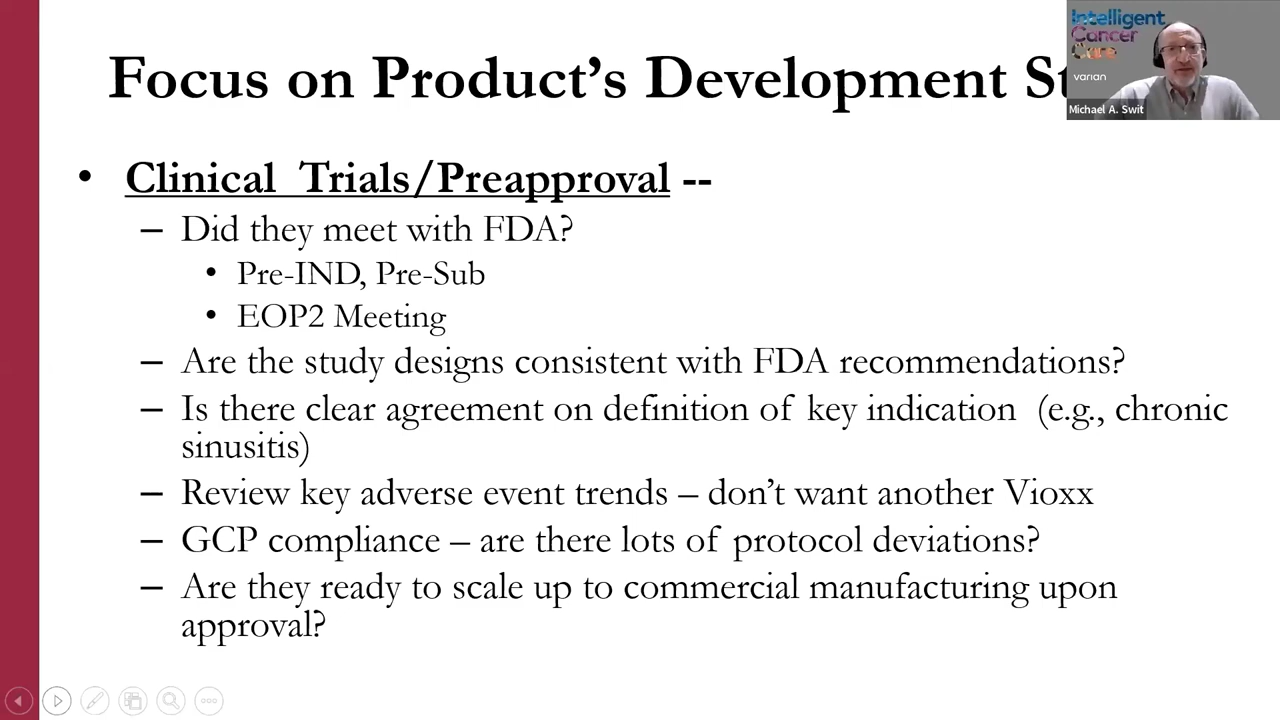 Focus on Product’s Development
Intelligent
Cancer
Care
varian
Michael A. Swit
• Clinical Trials/Preapproval --
– Did they meet with FDA?
• Pre-IND, Pre-Sub
• EOP2 Meeting
– Are the study designs consistent with FDA recommendations?
– Is there clear agreement on definition of key indication (e.g., chronic
sinusitis)
– Review key adverse event trends – don’t want another Vioxx
– GCP compliance – are there lots of protocol deviations?
– Are they ready to scale up to commercial manufacturing upon
approval?